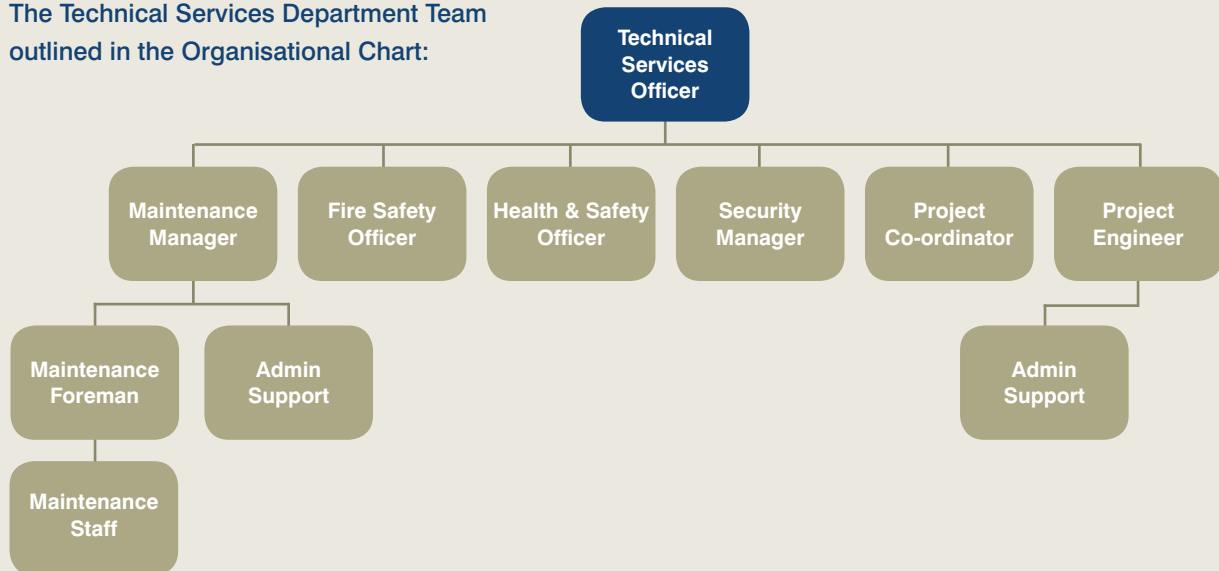 The Technical Services Department Team
outlined in the Organisational Chart:
Technical
Services
Officer
Maintenance
Manager
Fire Safety
Officer
Health & Safety
Officer
Security
Manager
Project
Co-ordinator
Project
Engineer
Maintenance
Foreman
Admin
Support
Admin
Support
Maintenance
Staff